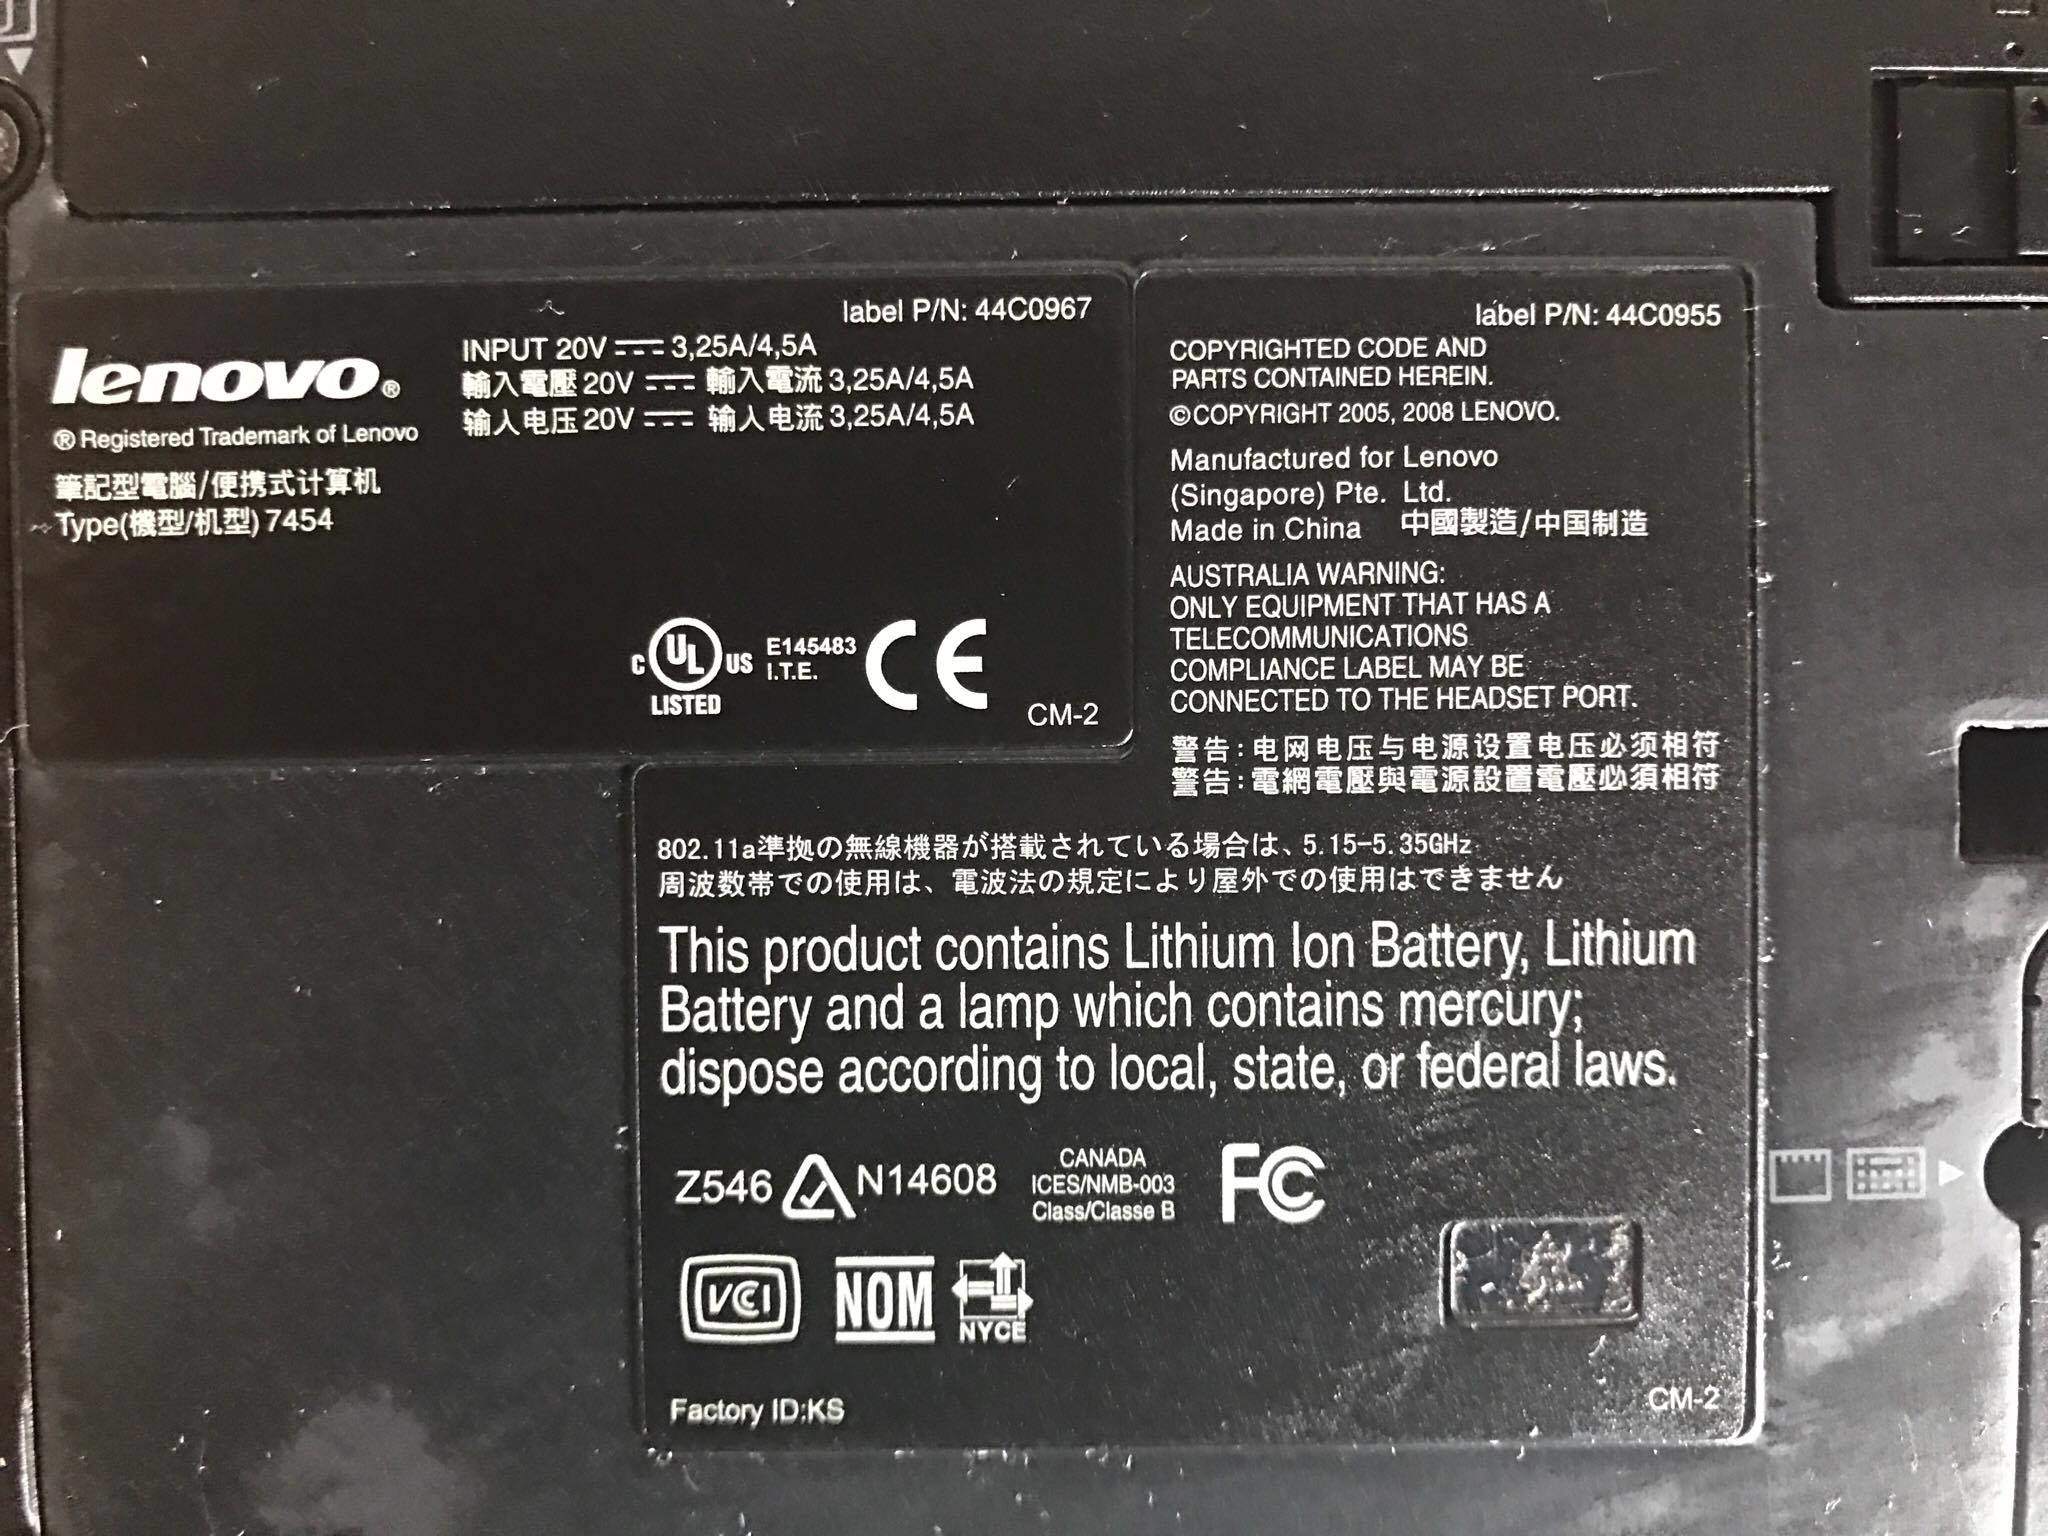 label P/N: 44C0967
lenovo®
® Registered Trademark of Lenovo
筆記型電腦/便携式计算机
Type(機型/机型) 7454
INPUT 20V 3,25A/4,5A
輸入電壓 20V 輸入電流 3,25A/4,5A
输入电压 20V 输入电流 3,25A/4,5A
C UL US
LISTED
E145483
I.T.E.
CE
CM-2
label P/N: 44C0955
COPYRIGHTED CODE AND
PARTS CONTAINED HEREIN.
©COPYRIGHT 2005, 2008 LENOVO.
Manufactured for Lenovo
(Singapore) Pte. Ltd.
Made in China 中國製造/中国制造
AUSTRALIA WARNING:
ONLY EQUIPMENT THAT HAS A
TELECOMMUNICATIONS
COMPLIANCE LABEL MAY BE
CONNECTED TO THE HEADSET PORT.
警告:电网电压与电源设置电压必须相符
警告:電網電壓與電源設置電壓必須相符
802.11a準拠の無線機器が搭載されている場合は、5.15-5.35GHz
周波数帯での使用は、電波法の規定により屋外での使用はできません
This product contains Lithium Ion Battery, Lithium
Battery and a lamp which contains mercury;
dispose according to local, state, or federal laws.
Z546 N14608
CANADA
ICES/NMB-003
Class/Classe B
FC
VCCI
NOM
NYCE
Factory ID:KS
CM-2